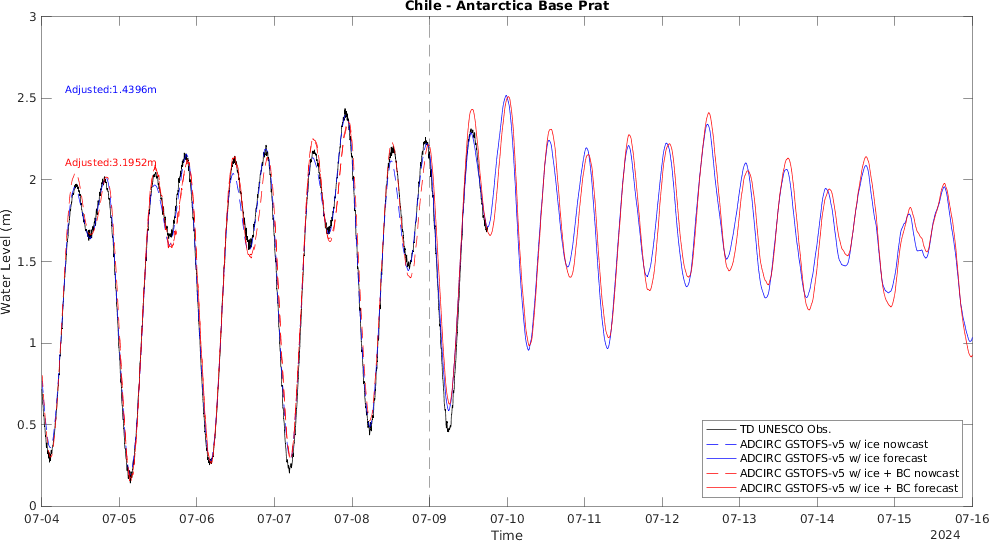 Chile - Antarctica Base Prat
3
2.5
2
1.5
1
0.5
0
Water Level (m)
Adjusted:1.4396m
Adjusted:3.1952m
TD UNESCO Obs.
ADCIRC GSTOFS-v5 w/ ice nowcast
ADCIRC GSTOFS-v5 w/ ice forecast
ADCIRC GSTOFS-v5 w/ ice + BC nowcast
ADCIRC GSTOFS-v5 w/ ice + BC forecast
07-04 07-05 07-06 07-07 07-08 07-09 07-10 07-11 07-12 07-13 07-14 07-15 07-16
Time
2024